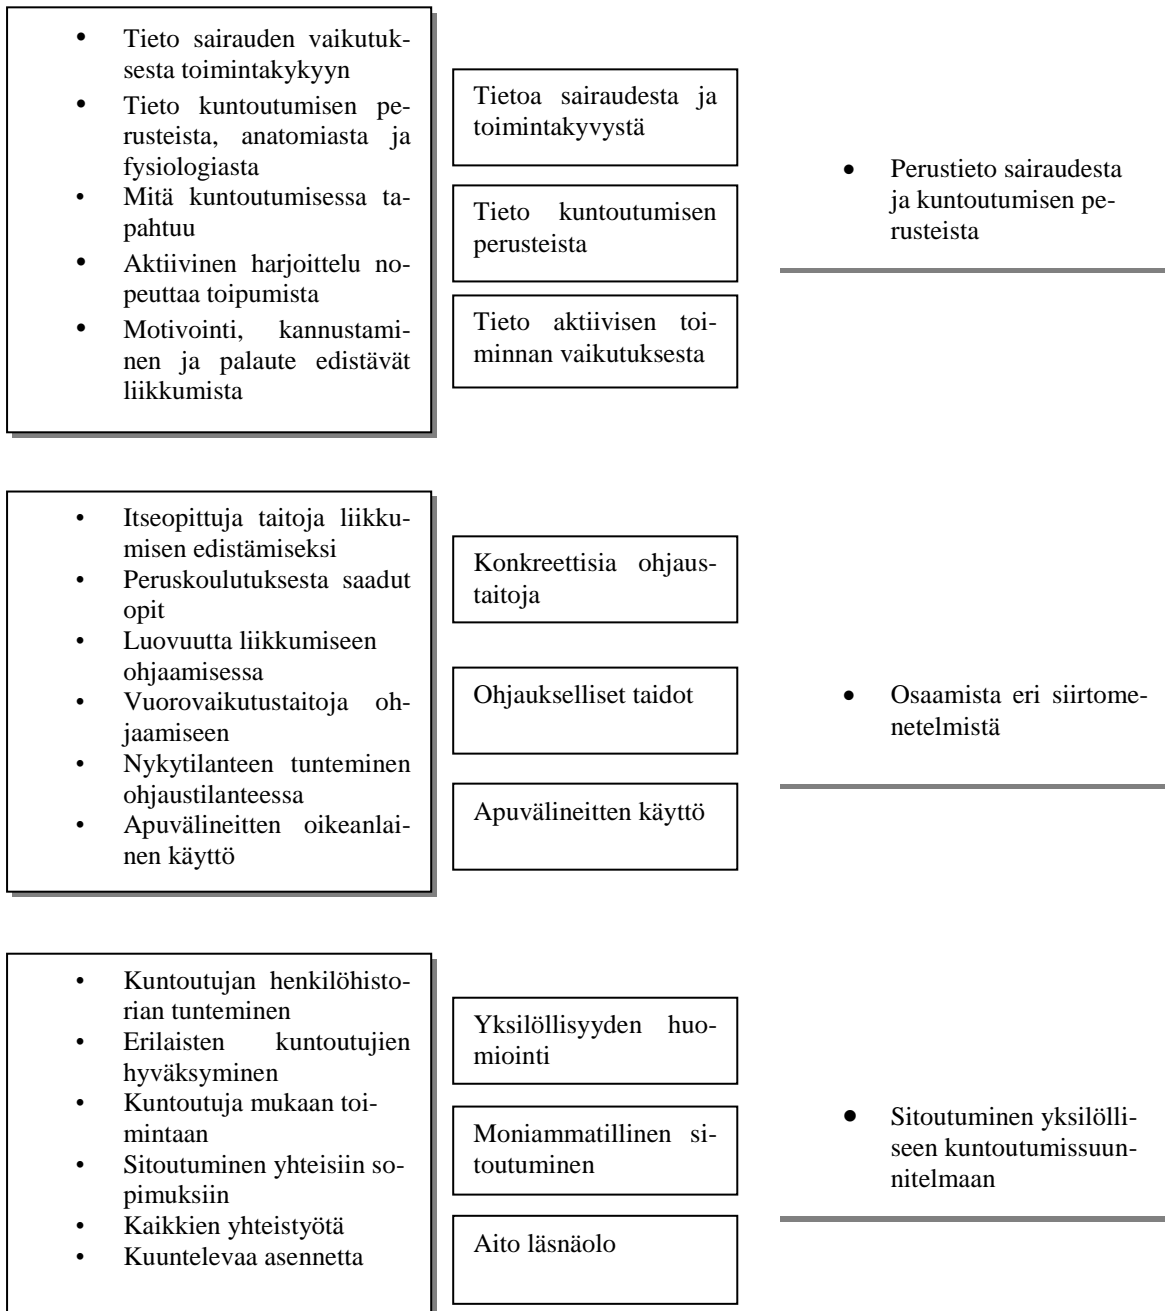 • Tieto sairauden vaikutuk-
sesta toimintakykyyn
• Tieto kuntoutumisen pe-
rusteista, anatomiasta ja
fysiologiasta
• Mitä kuntoutumisessa ta-
pahtuu
• Aktiivinen harjoittelu no-
peuttaa toipumista
• Motivointi, kannustami-
nen ja palaute edistävät
liikkumista
Tietoa sairaudesta ja
toimintakyvystä
Tieto kuntoutumisen
perusteista
Tieto aktiivisen toi-
minnan vaikutuksesta
• Perustieto sairaudesta
ja kuntoutumisen pe-
rusteista
• Itseopittuja taitoja liikku-
misen edistämiseksi
• Peruskoulutuksesta saadut
opit
• Luovuutta liikkumiseen
ohjaamisessa
• Vuorovaikutustaitoja oh-
jaamiseen
• Nykytilanteen tunteminen
ohjaustilanteessa
• Apuvälineitten oikeanlai-
nen käyttö
Konkreettisia ohjaus-
taitoja
Ohjaukselliset taidot
Apuvälineitten käyttö
• Osaamista eri siirtome-
netelmistä
• Kuntoutujan henkilöhisto-
rian tunteminen
• Erilaisten kuntoutujien
hyväksyminen
• Kuntoutuja mukaan toi-
mintaan
• Sitoutuminen yhteisiin so-
pimuksiin
• Kaikkien yhteistyötä
• Kuuntelevaa asennetta
Yksilöllisyyden huo-
miointi
Moniammatillinen si-
toutuminen
Aito läsnäolo
• Sitoutuminen yksilölli-
seen kuntoutumissuun-
nitelmaan